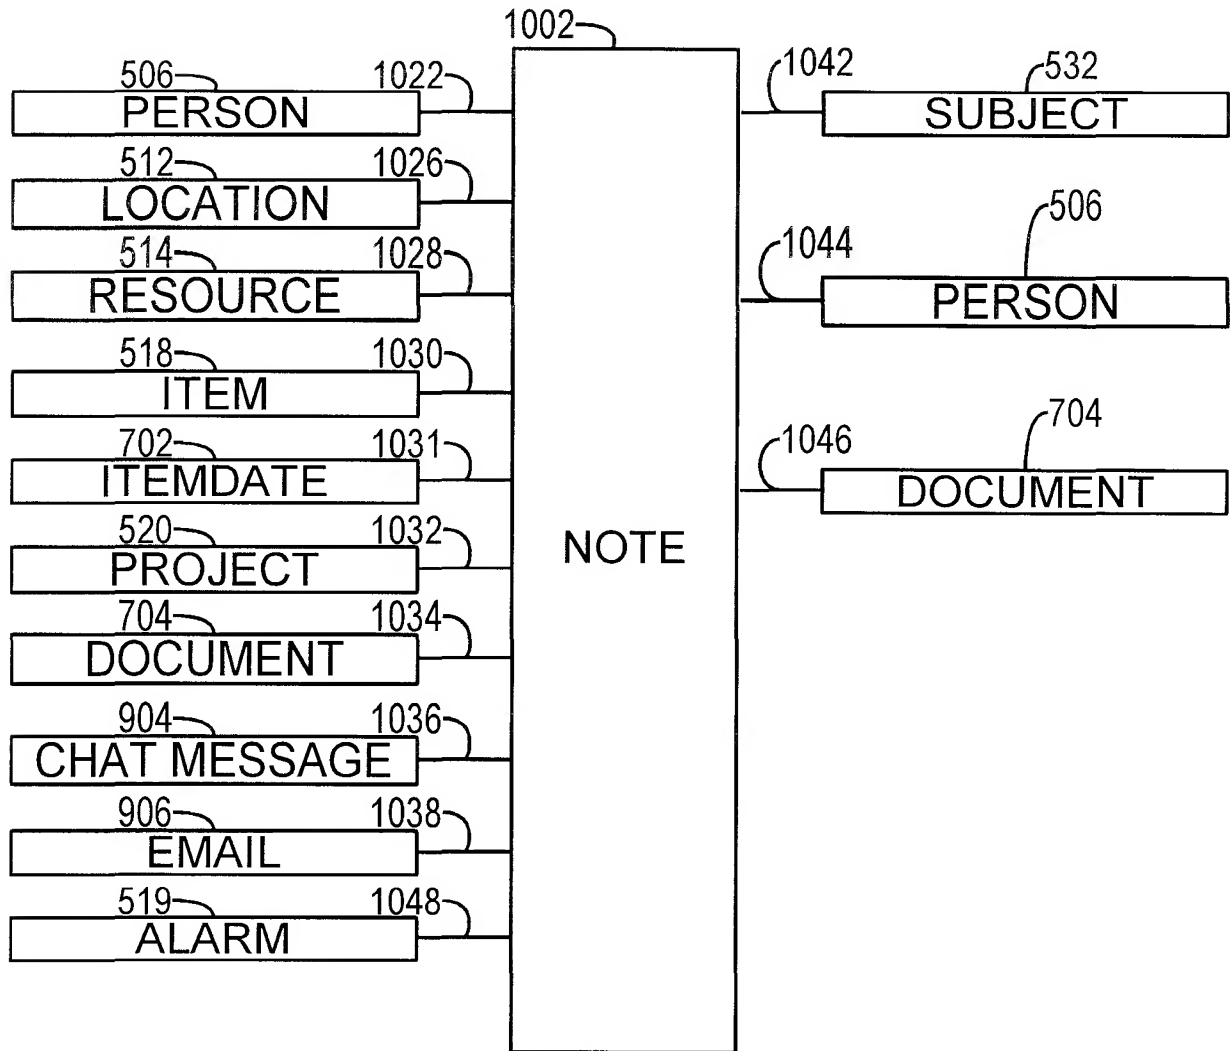 1002
506 1022
PERSON
512 1026
LOCATION
514 1028
RESOURCE
518 1030
ITEM
702 1031
ITEMDATE
520 1032
PROJECT
704 1034
DOCUMENT
904 1036
CHAT MESSAGE
906 1038
EMAIL
519 1048
ALARM
NOTE
1042 532
SUBJECT
1044 506
PERSON
1046 704
DOCUMENT